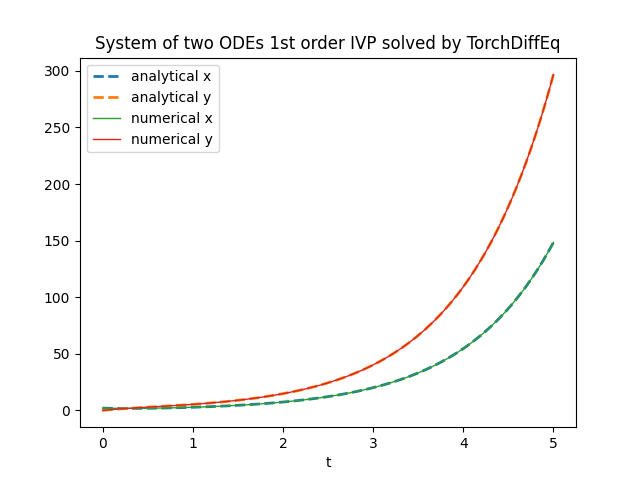 System of two ODEs 1st order IVP solved by TorchDiffEq
analytical x
analytical y
numerical x
numerical y
300
250
200
150
100
50
0
0 1 2 3 4 5
t